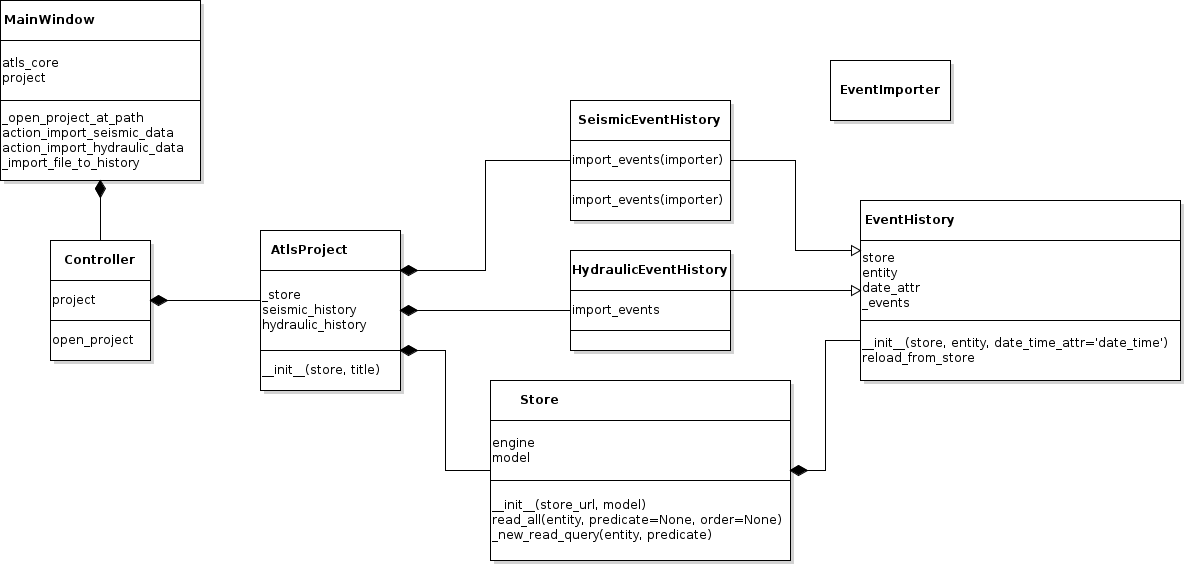 MainWindow
atls_core
project
_open_project_at_path
action_import_seismic_data
action_import_hydraulic_data
_import_file_to_history
EventImporter
SeismicEventHistory
import_events(importer)
import_events(importer)
EventHistory
store
entity
date_attr
_events
__init__(store, entity, date_time_attr='date_time')
reload_from_store
Controller
project
open_project
AtlsProject
_store
seismic_history
hydraulic_history
__init__(store, title)
HydraulicEventHistory
import_events
Store
engine
model
__init__(store_url, model)
read_all(entity, predicate=None, order=None)
_new_read_query(entity, predicate)